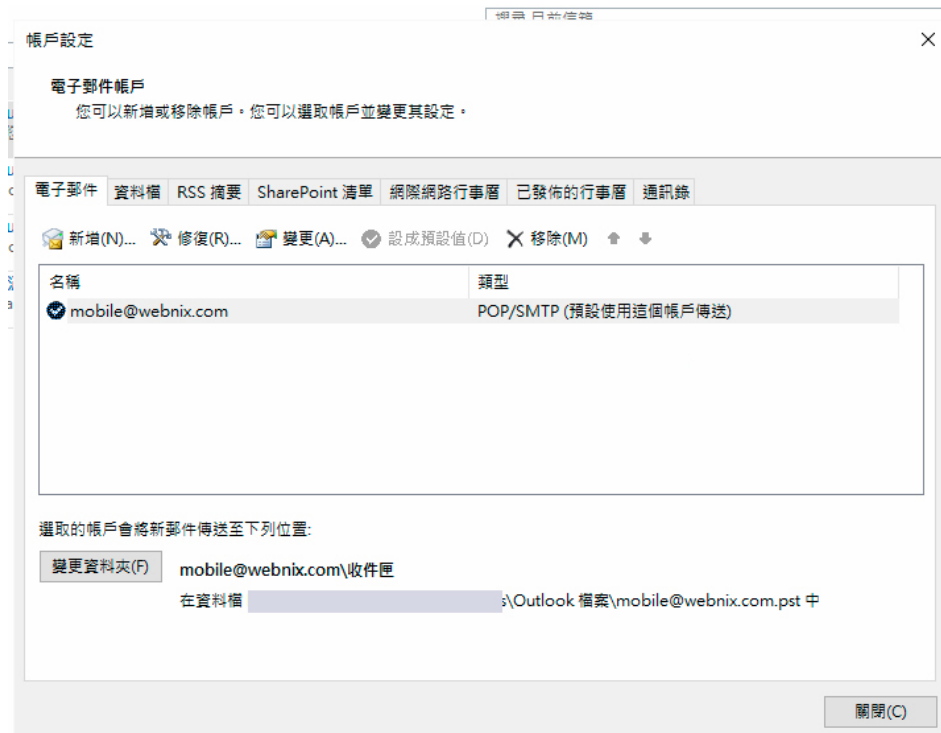 搜尋 目前信箱
帳戶設定
電子郵件帳戶
您可以新增或移除帳戶。您可以選取帳戶並變更其設定。
電子郵件 資料檔 RSS 摘要 SharePoint 清單 網際網路行事曆 已發佈的行事曆 通訊錄
新增(N)... 修復(R)... 變更(A)... 設成預設值(D) 移除(M)
名稱 類型
mobile@webnix.com POP/SMTP (預設使用這個帳戶傳送)
選取的帳戶會將新郵件傳送至下列位置:
變更資料夾(F) mobile@webnix.com\收件匣
在資料檔 s\Outlook 檔案\mobile@webnix.com.pst 中
關閉(C)